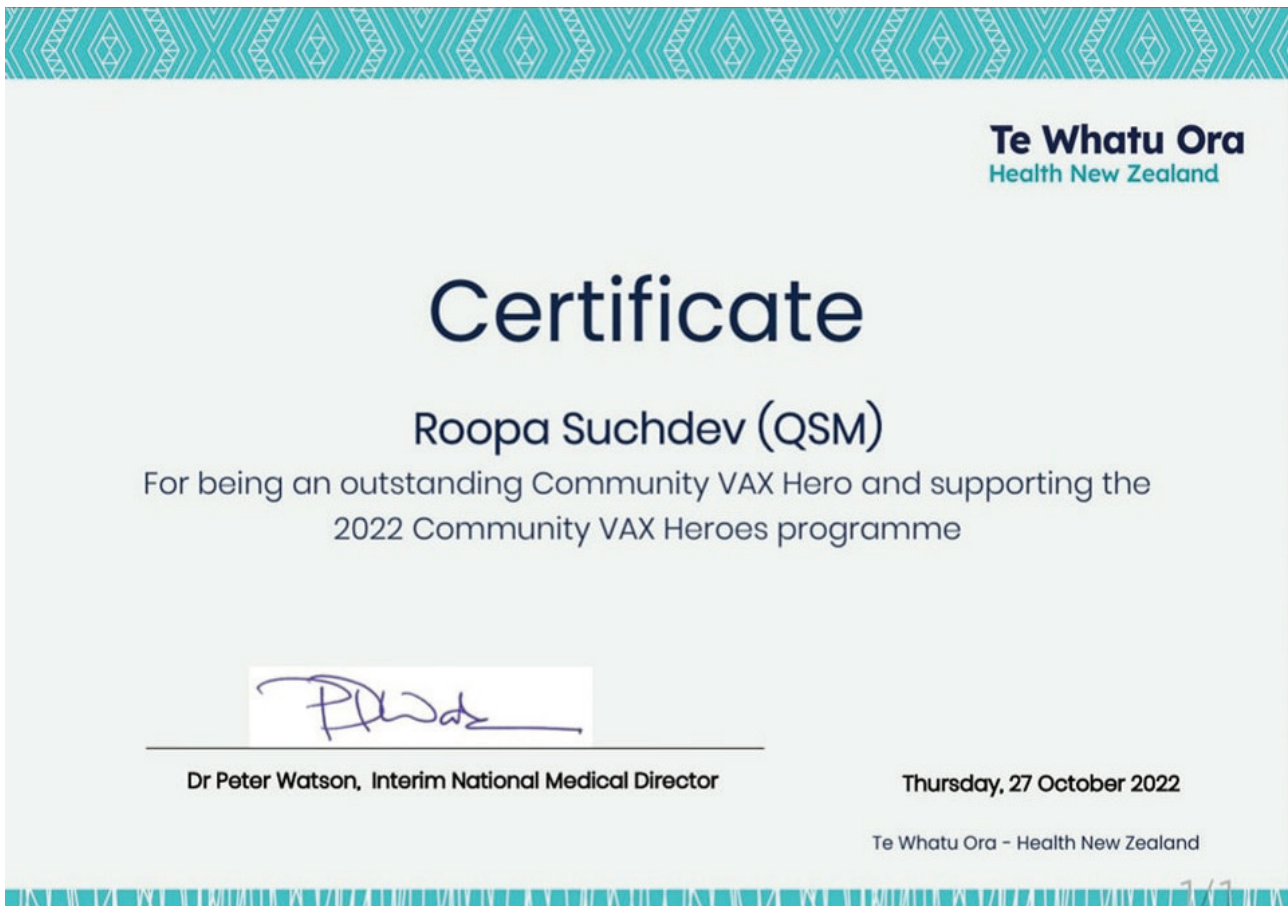 Te Whatu Ora
Health New Zealand
Certificate
Roopa Suchdev (QSM)
For being an outstanding Community VAX Hero and supporting the
2022 Community VAX Heroes programme
Dr Peter Watson, Interim National Medical Director
Thursday, 27 October 2022
Te Whatu Ora - Health New Zealand
1/1